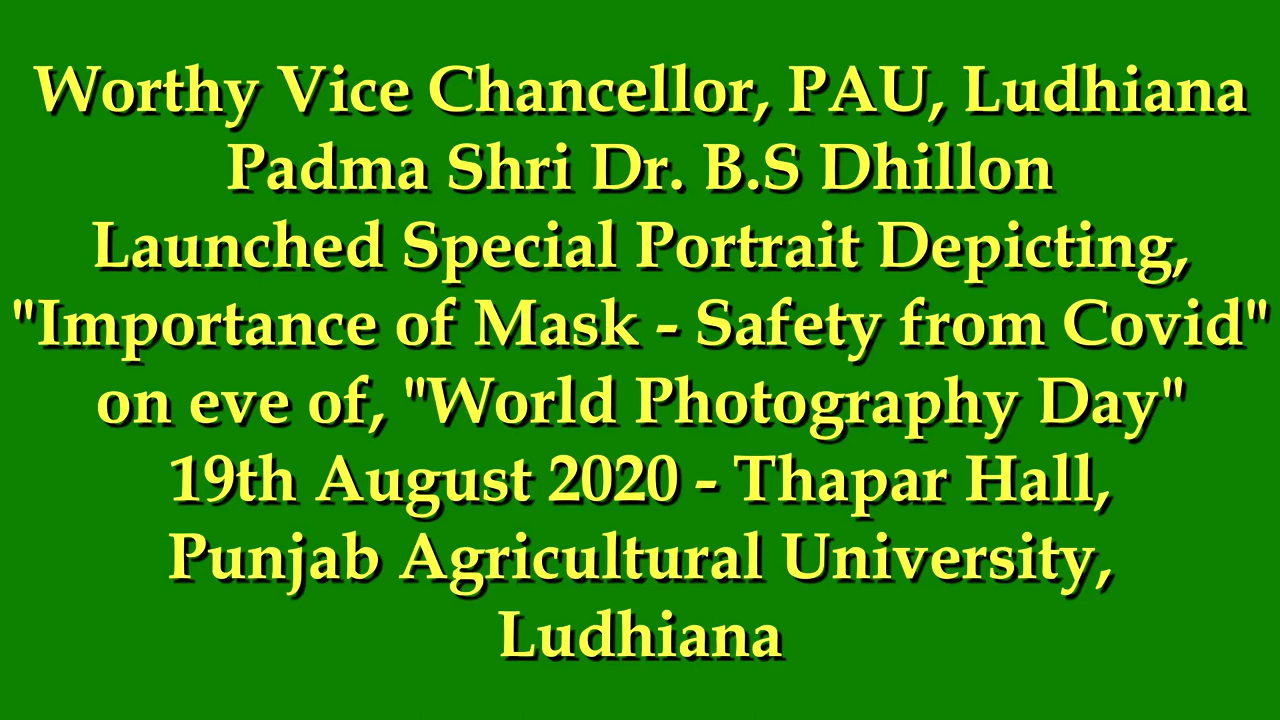 Worthy Vice Chancellor, PAU, Ludhiana
Padma Shri Dr. B.S Dhillon
Launched Special Portrait Depicting,
"Importance of Mask - Safety from Covid"
on eve of, "World Photography Day"
19th August 2020 - Thapar Hall,
Punjab Agricultural University,
Ludhiana